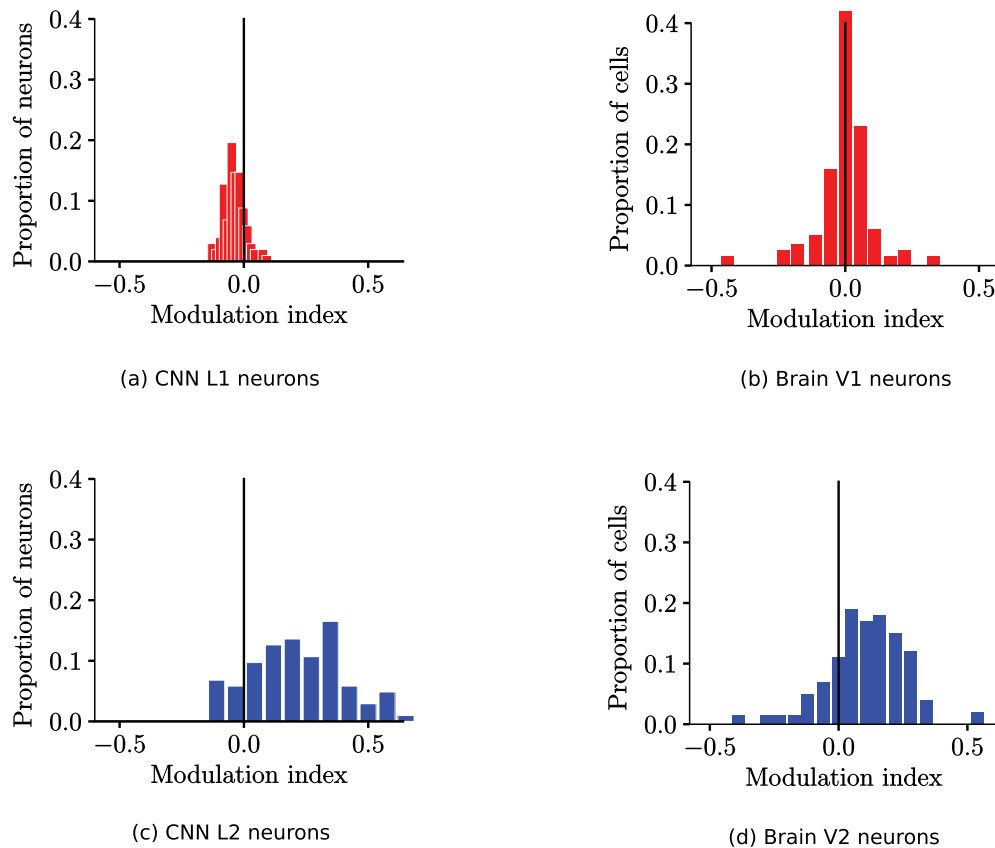 0.4
0.3
0.2
0.1
0.0
Proportion of neurons
−0.5 0.0 0.5
Modulation index
(a) CNN L1 neurons
0.4
0.3
0.2
0.1
0.0
Proportion of cells
−0.5 0.0 0.5
Modulation index
(b) Brain V1 neurons
0.4
0.3
0.2
0.1
0.0
Proportion of neurons
−0.5 0.0 0.5
Modulation index
(c) CNN L2 neurons
0.4
0.3
0.2
0.1
0.0
Proportion of cells
−0.5 0.0 0.5
Modulation index
(d) Brain V2 neurons